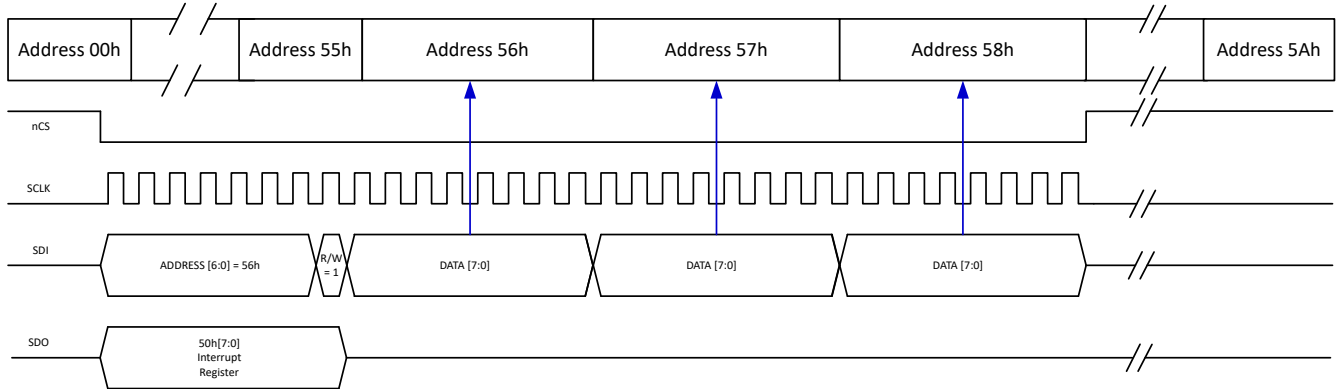 Address 00h
Address 55h
Address 56h
Address 57h
Address 58h
Address 5Ah
nCS
SCLK
SDI
ADDRESS [6:0] = 56h
R/W
= 1
DATA [7:0]
DATA [7:0]
DATA [7:0]
SDO
50h[7:0]
Interrupt
Register